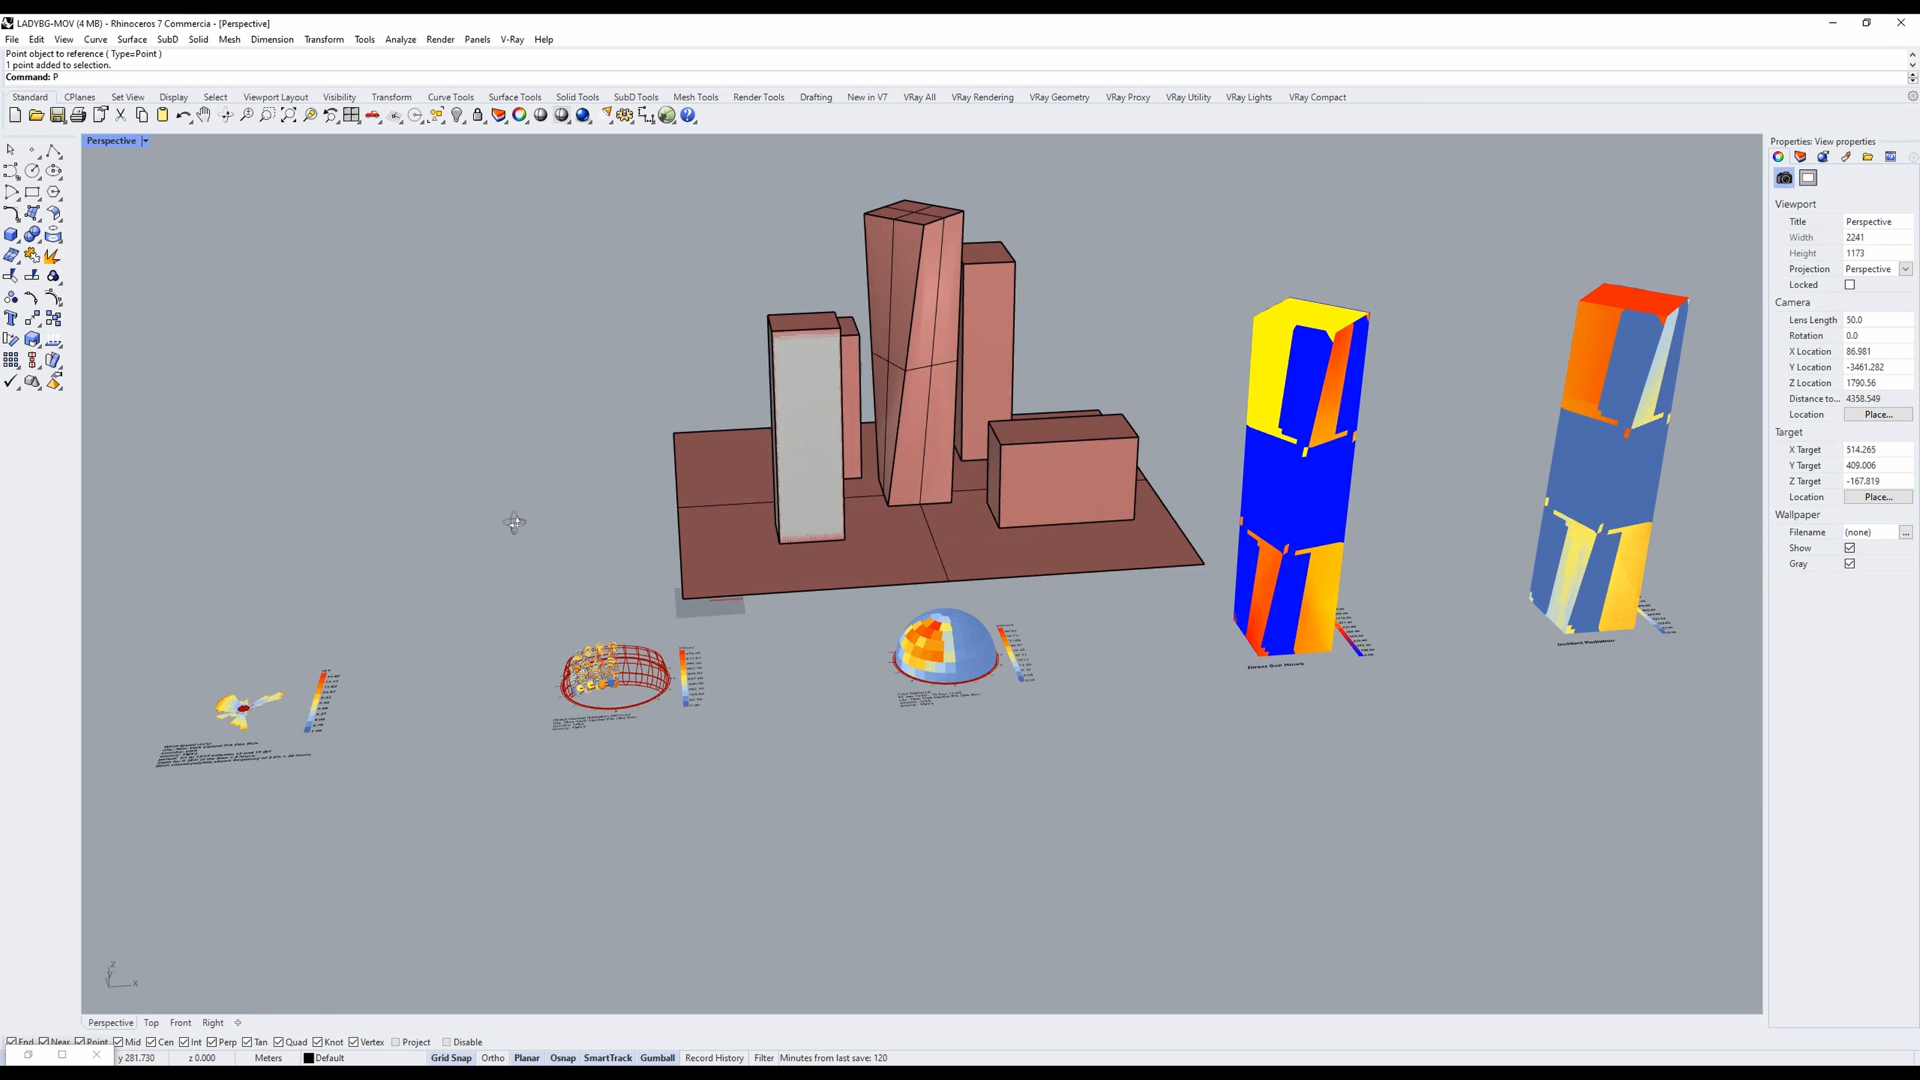 LADYBG-MOV (4 MB) - Rhinoceros 7 Commercia - [Perspective]
File Edit View Curve Surface SubD Solid Mesh Dimension Transform Tools Analyze Render Panels V-Ray Help
Point object to reference ( Type=Point )
1 point added to selection.
Command: P
Standard CPlanes Set View Display Select Viewport Layout Visibility Transform Curve Tools Surface Tools Solid Tools SubD Tools Mesh Tools Render Tools Drafting New in V7 VRay All VRay Rendering VRay Geometry VRay Proxy VRay Utility VRay Lights VRay Compact
Perspective
Properties: View properties
Viewport
Title Perspective
Width 2241
Height 1173
Projection Perspective
Locked
Camera
Lens Length 50.0
Rotation 0.0
X Location 86.981
Y Location -3461.282
Z Location 1790.56
Distance to... 4358.549
Location Place...
Target
X Target 514.265
Y Target 409.006
Z Target -167.819
Location Place...
Wallpaper
Filename (none) ...
Show
Gray
Direct Sun Hours
Incident Radiation
z
x
Perspective Top Front Right
End Near Point Mid Cen Int Perp Tan Quad Knot Vertex Project Disable
y 281.730 z 0.000 Meters Default Grid Snap Ortho Planar Osnap SmartTrack Gumball Record History Filter Minutes from last save: 120